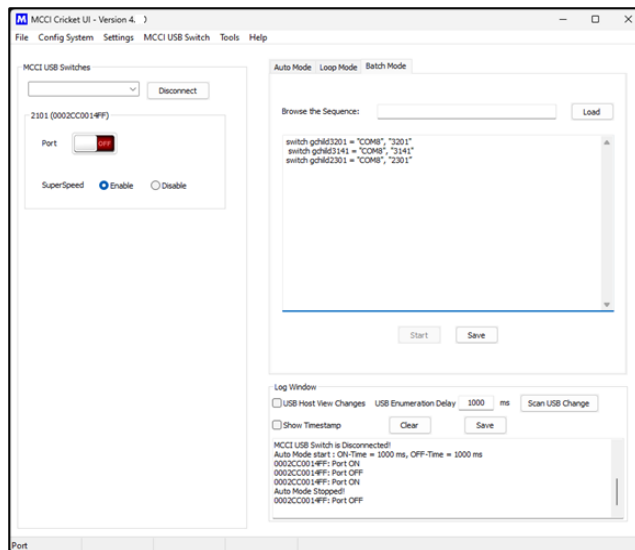 M MCCI Cricket UI - Version 4. )
File Config System Settings MCCI USB Switch Tools Help
MCCI USB Switches
Disconnect
2101 (0002CC0014FF)
Port OFF
SuperSpeed Enable Disable
Auto Mode Loop Mode Batch Mode
Browse the Sequence: Load
switch gchild3201 = "COM8", "3201"
switch gchild3141 = "COM8", "3141"
switch gchild2301 = "COM8", "2301"
Start Save
Log Window
USB Host View Changes USB Enumeration Delay 1000 ms Scan USB Change
Show Timestamp Clear Save
MCCI USB Switch is Disconnected!
Auto Mode start : ON-Time = 1000 ms, OFF-Time = 1000 ms
0002CC0014FF: Port ON
0002CC0014FF: Port OFF
0002CC0014FF: Port ON
Auto Mode Stopped!
0002CC0014FF: Port OFF
Port